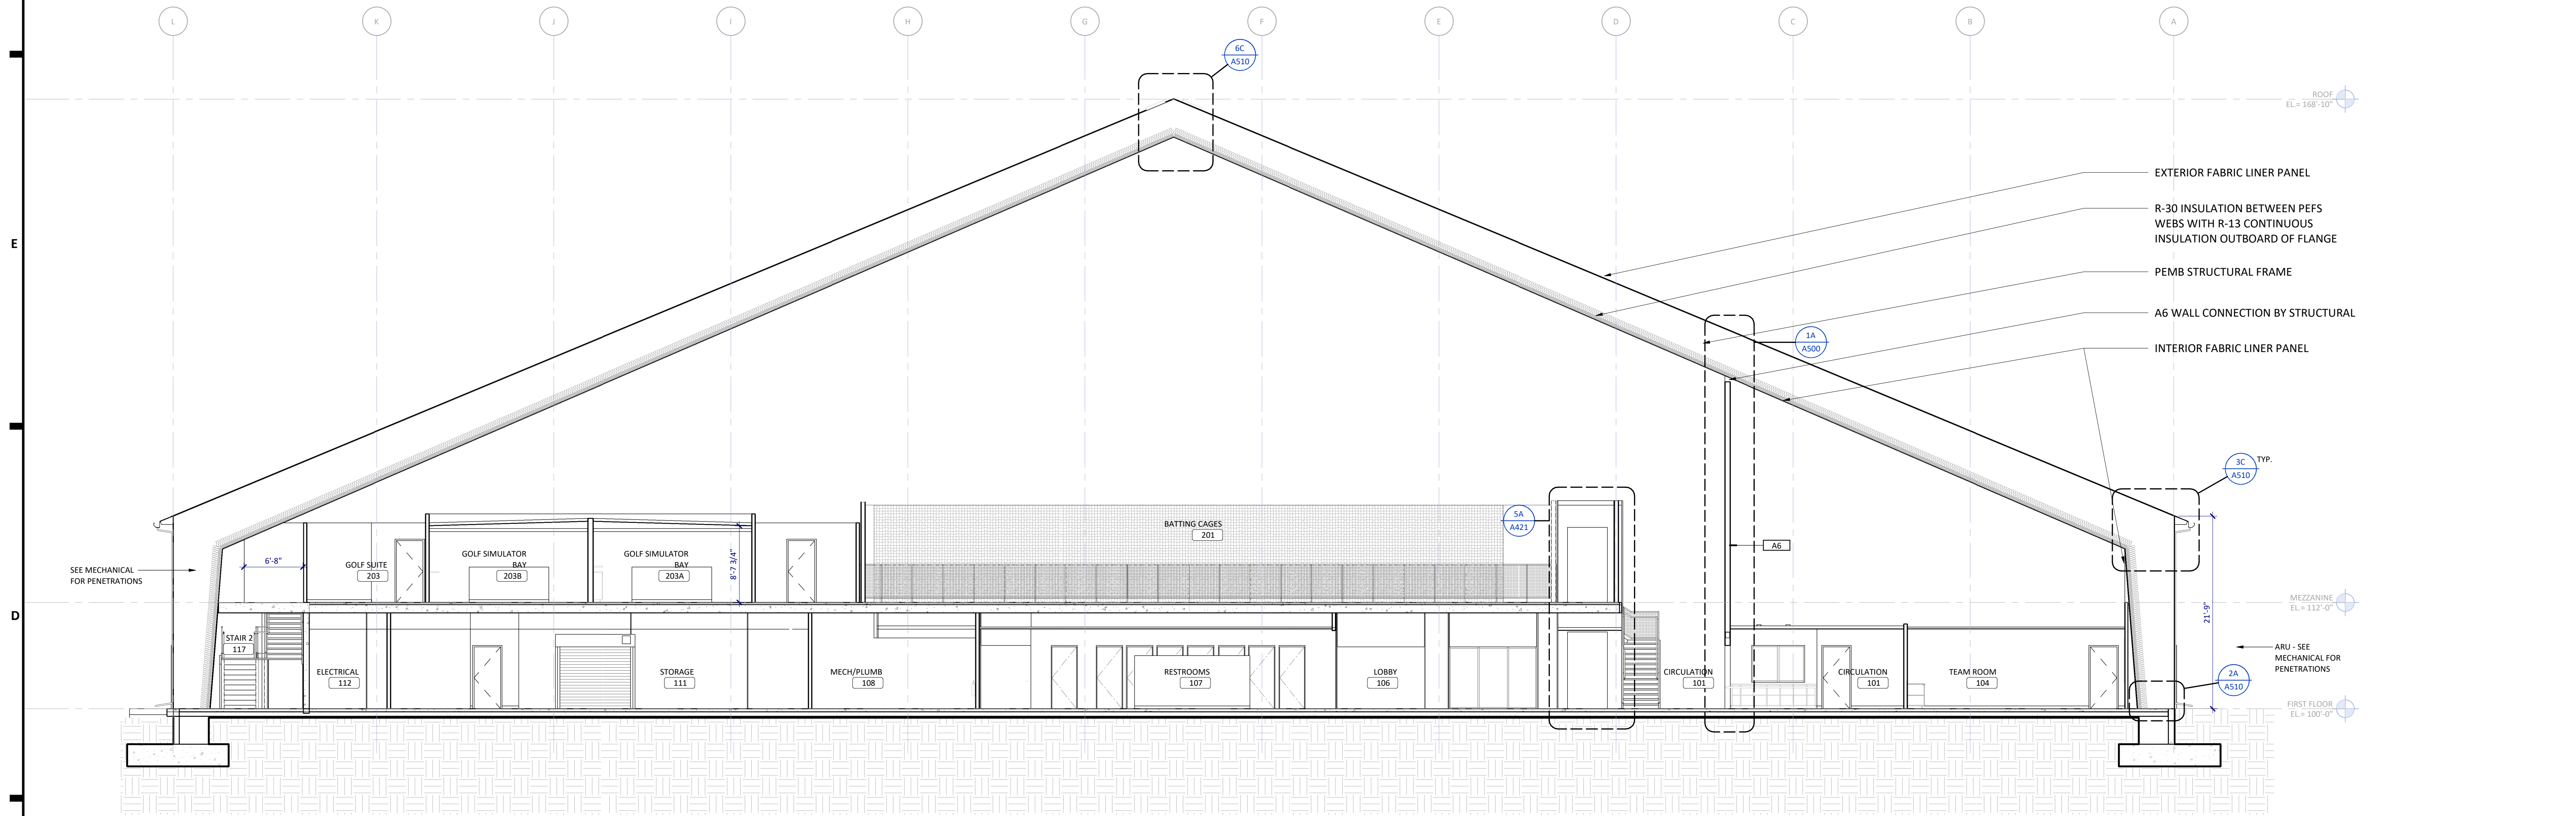 L
K
J
I
H
G
F
E
D
C
B
A
6C
A510
ROOF
EL.= 168'-10"
EXTERIOR FABRIC LINER PANEL
R-30 INSULATION BETWEEN PEFS
WEBS WITH R-13 CONTINUOUS
INSULATION OUTBOARD OF FLANGE
E
PEMB STRUCTURAL FRAME
A6 WALL CONNECTION BY STRUCTURAL
1A
A500
INTERIOR FABRIC LINER PANEL
3C
A510
TYP.
5A
A421
BATTING CAGES
201
A6
GOLF SIMULATOR
BAY
203B
GOLF SIMULATOR
BAY
203A
8'-7 3/4"
6'-8"
GOLF SUITE
203
SEE MECHANICAL
FOR PENETRATIONS
MEZZANINE
EL.= 112'-0"
D
21'-9"
STAIR 2
117
ELECTRICAL
112
STORAGE
111
MECH/PLUMB
108
RESTROOMS
107
LOBBY
106
CIRCULATION
101
CIRCULATION
101
TEAM ROOM
104
ARU - SEE
MECHANICAL FOR
PENETRATIONS
2A
A510
FIRST FLOOR
EL.= 100'-0"